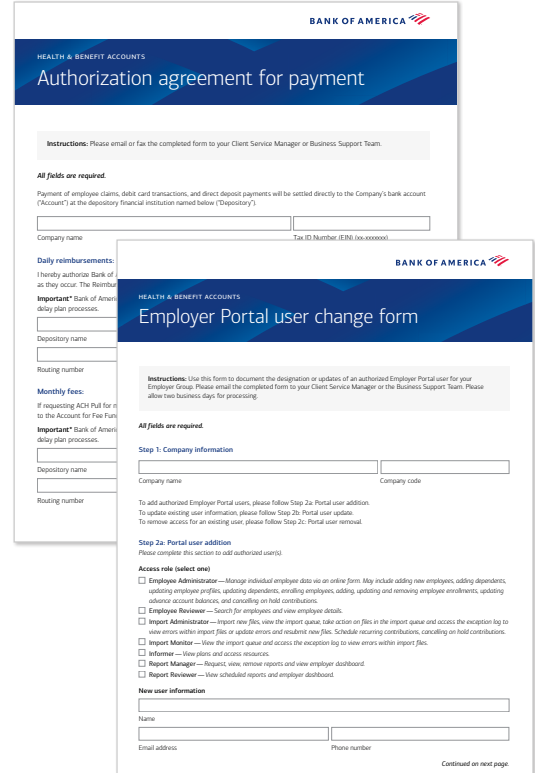 BANK OF AMERICA
HEALTH & BENEFIT ACCOUNTS
Authorization agreement for payment
Instructions: Please email or fax the completed form to your Client Service Manager or Business Support Team.
All fields are required.
Payment of employee claims, debit card transactions, and direct deposit payments will be settled directly to the Company's bank account
("Account") at the depository financial institution named below ("Depository").
Company name
Tax ID Number (EIN) (xx-xxxxxxx)
Daily reimbursements:
I hereby authorize Bank of
as they occur. The Reimbur
Important* Bank of Ameri
delay plan processes.
Depository name
Routing number
Monthly fees:
If requesting ACH Pull for
to the Account for Fee Fun
Important* Bank of Ameri
delay plan processes.
Depository name
Routing number
BANK OF AMERICA
HEALTH & BENEFIT ACCOUNTS
Employer Portal user change form
Instructions: Use this form to document the designation or updates of an authorized Employer Portal user for your
Employer Group. Please email the completed form to your Client Service Manager or the Business Support Team. Please
allow two business days for processing.
All fields are required.
Step 1: Company information
Company name
Company code
To add authorized Employer Portal users, please follow Step 2a: Portal user addition.
To update existing user information, please follow Step 2b: Portal user update.
To remove access for an existing user, please follow Step 2c: Portal user removal.
Step 2a: Portal user addition
Please complete this section to add authorized user(s).
Access role (select one)
Employee Administrator — Manage individual employee data via an online form. May include adding new employees, adding dependents,
updating employee profiles, updating dependents, enrolling employees, adding, updating and removing employee enrollments, updating
advance account balances, and cancelling on hold contributions.
Employee Reviewer — Search for employees and view employee details.
Import Administrator — Import new files, view the import queue, take action on files in the import queue and access the exception log to
view errors within import files or update errors and resubmit new files. Schedule recurring contributions, cancelling on hold contributions.
Import Monitor — View the import queue and access the exception log to view errors within import files.
Informer — View plans and access resources.
Report Manager — Request, view, remove reports and view employer dashboard.
Report Reviewer — View scheduled reports and employer dashboard.
New user information
Name
Email address
Phone number
Continued on next page.